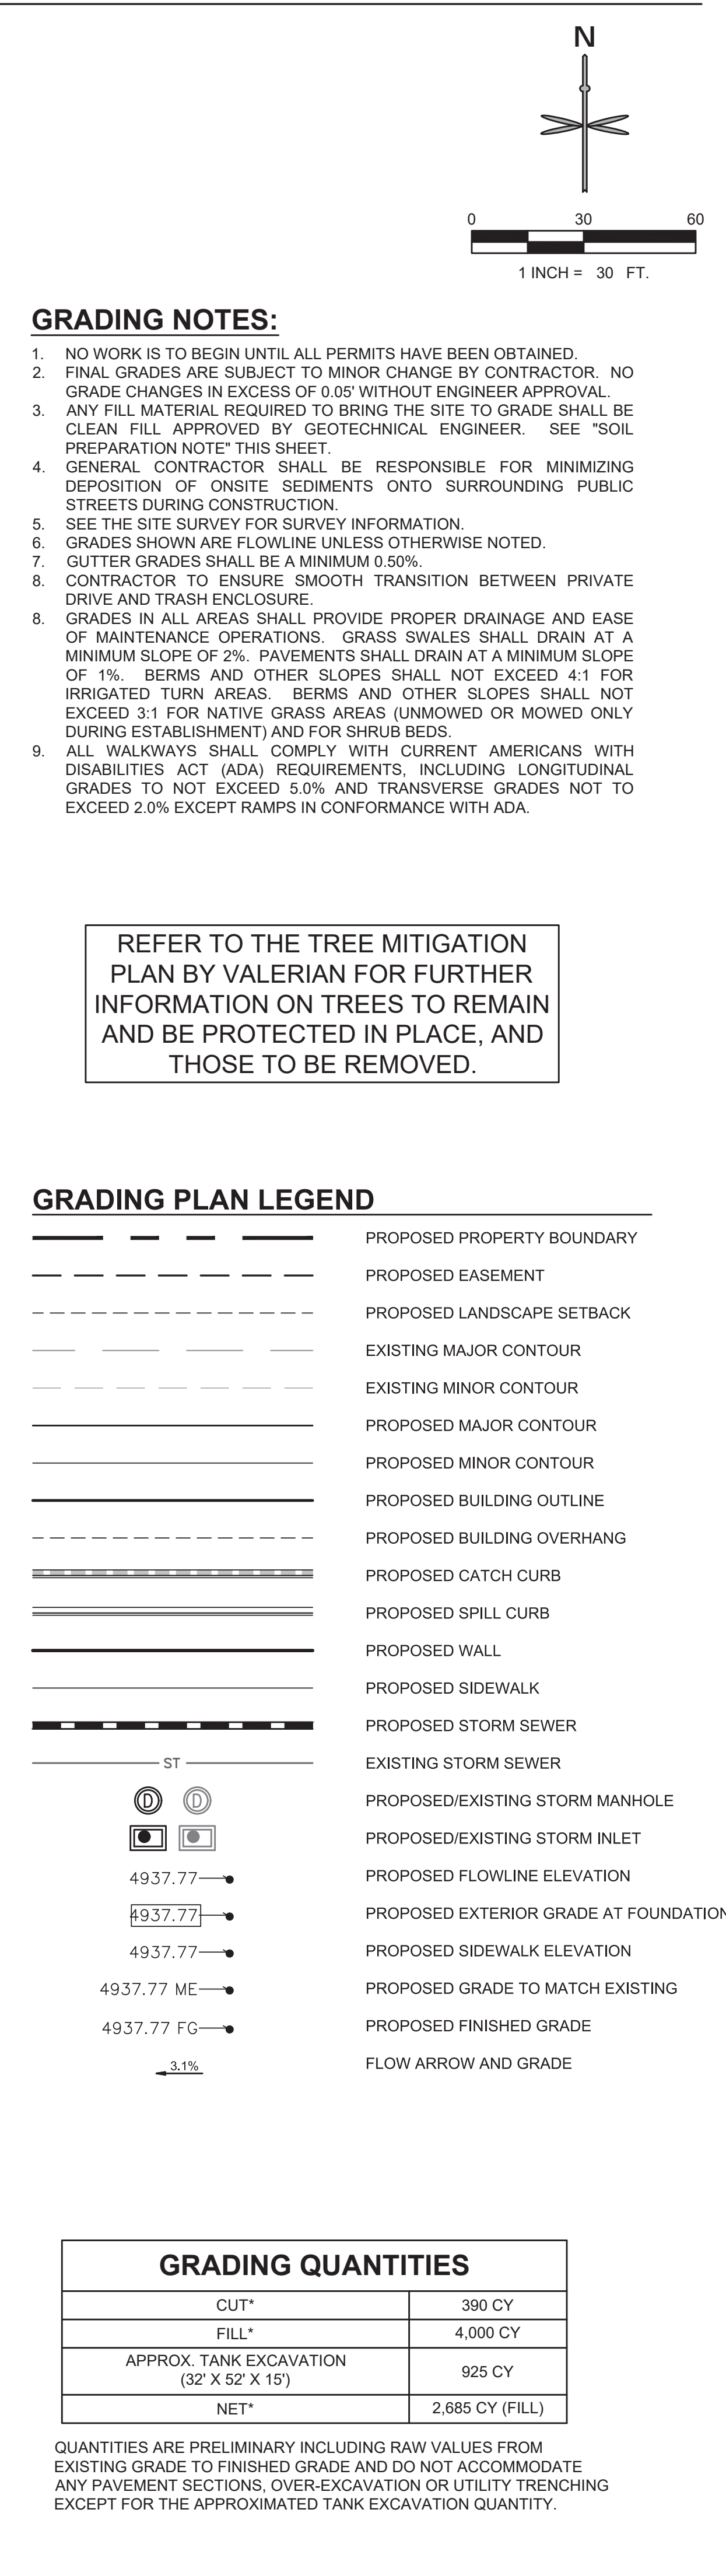 N
0 30 60
1 INCH = 30 FT.
GRADING NOTES:
1. NO WORK IS TO BEGIN UNTIL ALL PERMITS HAVE BEEN OBTAINED.
2. FINAL GRADES ARE SUBJECT TO MINOR CHANGE BY CONTRACTOR. NO
GRADE CHANGES IN EXCESS OF 0.05' WITHOUT ENGINEER APPROVAL.
3. ANY FILL MATERIAL REQUIRED TO BRING THE SITE TO GRADE SHALL BE
CLEAN FILL APPROVED BY GEOTECHNICAL ENGINEER. SEE "SOIL
PREPARATION NOTE" THIS SHEET.
4. GENERAL CONTRACTOR SHALL BE RESPONSIBLE FOR MINIMIZING
DEPOSITION OF ONSITE SEDIMENTS ONTO SURROUNDING PUBLIC
STREETS DURING CONSTRUCTION.
5. SEE THE SITE SURVEY FOR SURVEY INFORMATION.
6. GRADES SHOWN ARE FLOWLINE UNLESS OTHERWISE NOTED.
7. GUTTER GRADES SHALL BE A MINIMUM 0.50%.
8. CONTRACTOR TO ENSURE SMOOTH TRANSITION BETWEEN PRIVATE
DRIVE AND TRASH ENCLOSURE.
8. GRADES IN ALL AREAS SHALL PROVIDE PROPER DRAINAGE AND EASE
OF MAINTENANCE OPERATIONS. GRASS SWALES SHALL DRAIN AT A
MINIMUM SLOPE OF 2%. PAVEMENTS SHALL DRAIN AT A MINIMUM SLOPE
OF 1%. BERMS AND OTHER SLOPES SHALL NOT EXCEED 4:1 FOR
IRRIGATED TURN AREAS. BERMS AND OTHER SLOPES SHALL NOT
EXCEED 3:1 FOR NATIVE GRASS AREAS (UNMOWED OR MOWED ONLY
DURING ESTABLISHMENT) AND FOR SHRUB BEDS.
9. ALL WALKWAYS SHALL COMPLY WITH CURRENT AMERICANS WITH
DISABILITIES ACT (ADA) REQUIREMENTS, INCLUDING LONGITUDINAL
GRADES TO NOT EXCEED 5.0% AND TRANSVERSE GRADES NOT TO
EXCEED 2.0% EXCEPT RAMPS IN CONFORMANCE WITH ADA.
REFER TO THE TREE MITIGATION
PLAN BY VALERIAN FOR FURTHER
INFORMATION ON TREES TO REMAIN
AND BE PROTECTED IN PLACE, AND
THOSE TO BE REMOVED.
GRADING PLAN LEGEND
PROPOSED PROPERTY BOUNDARY
PROPOSED EASEMENT
PROPOSED LANDSCAPE SETBACK
EXISTING MAJOR CONTOUR
EXISTING MINOR CONTOUR
PROPOSED MAJOR CONTOUR
PROPOSED MINOR CONTOUR
PROPOSED BUILDING OUTLINE
PROPOSED BUILDING OVERHANG
PROPOSED CATCH CURB
PROPOSED SPILL CURB
PROPOSED WALL
PROPOSED SIDEWALK
PROPOSED STORM SEWER
ST EXISTING STORM SEWER
D D PROPOSED/EXISTING STORM MANHOLE
PROPOSED/EXISTING STORM INLET
4937.77 PROPOSED FLOWLINE ELEVATION
4937.77 PROPOSED EXTERIOR GRADE AT FOUNDATION
4937.77 PROPOSED SIDEWALK ELEVATION
4937.77 ME PROPOSED GRADE TO MATCH EXISTING
4937.77 FG PROPOSED FINISHED GRADE
3.1% FLOW ARROW AND GRADE
GRADING QUANTITIES
CUT* 390 CY
FILL* 4,000 CY
APPROX. TANK EXCAVATION
(32' X 52' X 15') 925 CY
NET* 2,685 CY (FILL)
QUANTITIES ARE PRELIMINARY INCLUDING RAW VALUES FROM
EXISTING GRADE TO FINISHED GRADE AND DO NOT ACCOMMODATE
ANY PAVEMENT SECTIONS, OVER-EXCAVATION OR UTILITY TRENCHING
EXCEPT FOR THE APPROXIMATED TANK EXCAVATION QUANTITY.